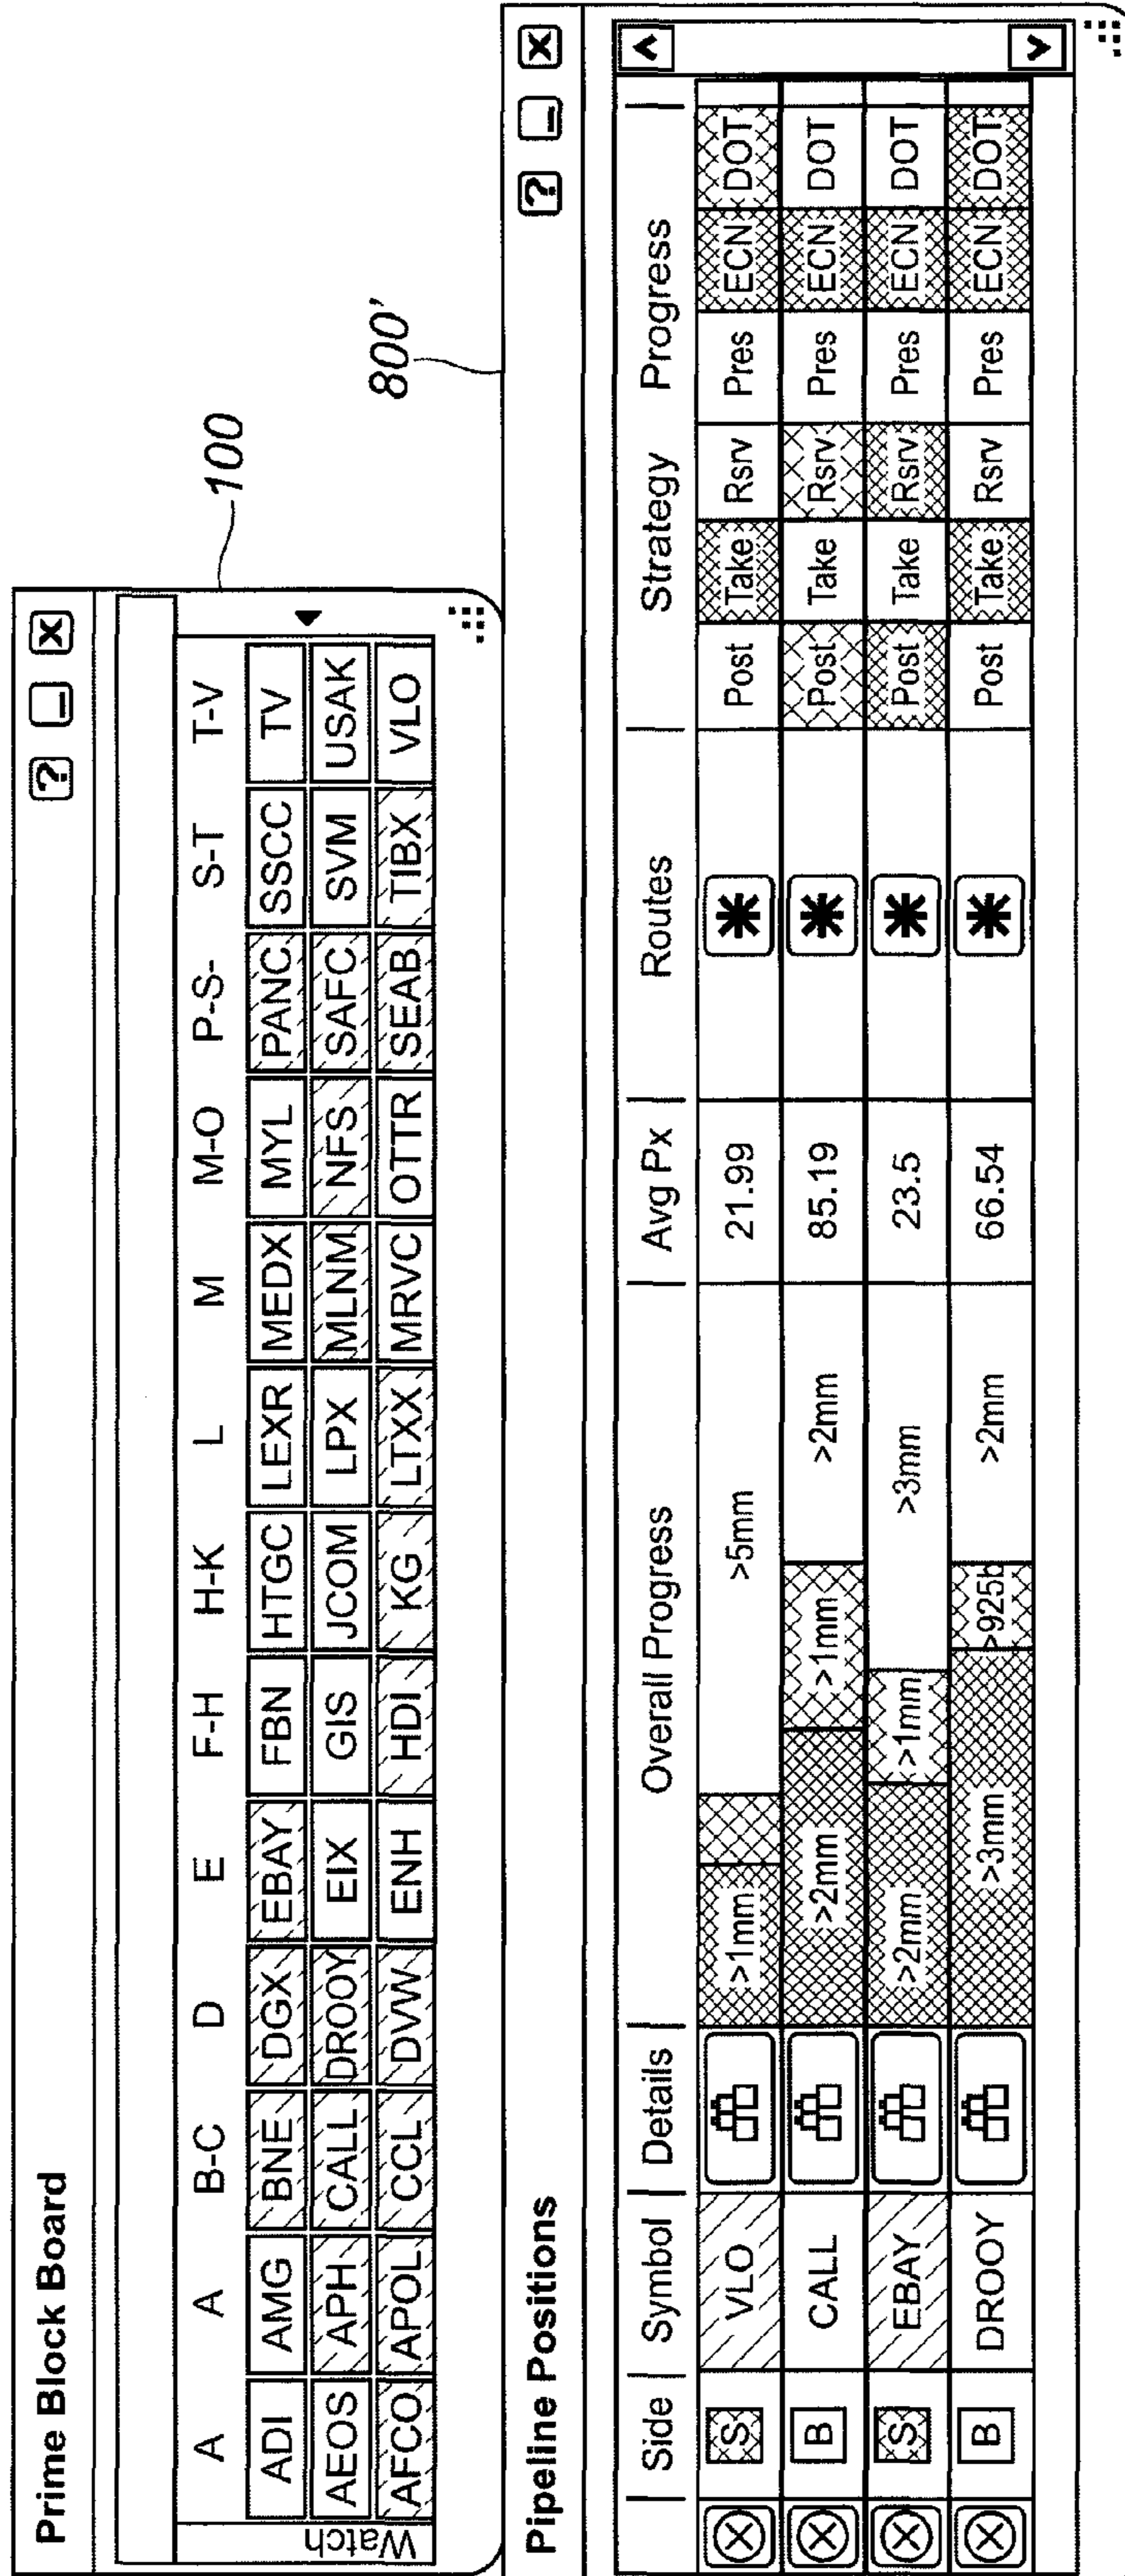 Prime Block Board
? _ X
A A B-C D E F-H H-K L M M-O P-S- S-T T-V
Watch
ADI AMG BNE DGX EBAY FBN HTGC LEXR MEDX MYL PANC SSCC TV
AEOS APH CALL DROOY EIX GIS JCOM LPX MLNM NFS SAFC SVM USAK
AFCO APOL CCL DVW ENH HDI KG LTXX MRVC OTTR SEAB TIBX VLO
100
800'
Pipeline Positions
? _ X
Side Symbol Details Overall Progress Avg Px Routes Strategy Progress
S VLO >1mm >5mm 21.99 Post Take Rsrv Pres ECN DOT
B CALL >2mm >1mm >2mm 85.19 Post Take Rsrv Pres ECN DOT
S EBAY >2mm >1mm >3mm 23.5 Post Take Rsrv Pres ECN DOT
B DROOY >3mm >925b >2mm 66.54 Post Take Rsrv Pres ECN DOT